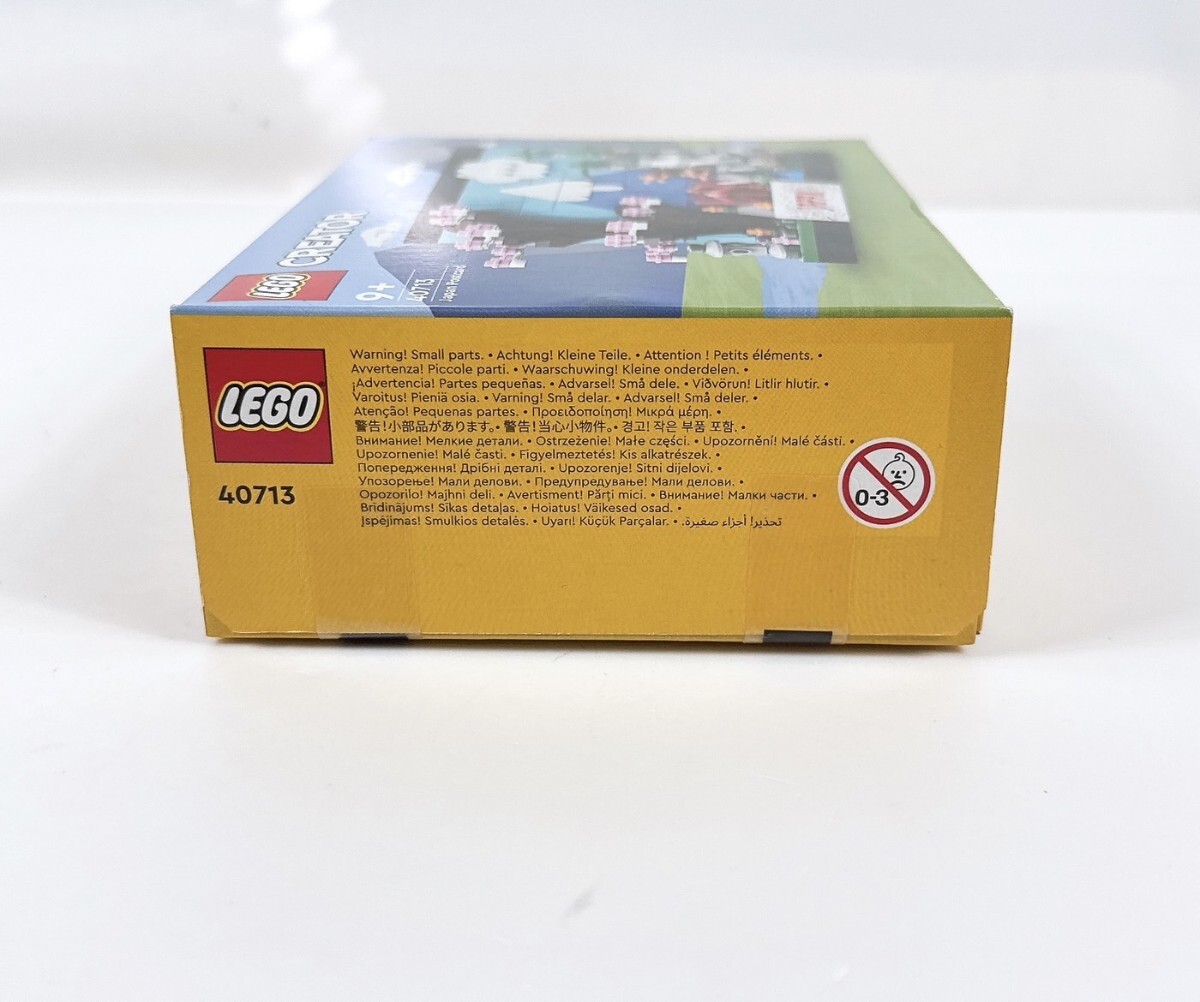 LEGO
CREATOR
9+
40713
Japan Postcard
LEGO
40713
Warning! Small parts. • Achtung! Kleine Teile. • Attention ! Petits éléments. •
Avvertenza! Piccole parti. • Waarschuwing! Kleine onderdelen. •
¡Advertencia! Partes pequeñas. • Advarsel! Små dele. • Viðvörun! Litlir hlutir. •
Varoitus! Pieniä osia. • Varning! Små delar. • Advarsel! Små deler. •
Atenção! Pequenas partes. • Προειδοποίηση! Μικρά μέρη. •
警告!小部品があります。• 警告!当心小物件。• 경고! 작은 부품 포함. •
Внимание! Мелкие детали. • Ostrzeżenie! Małe części. • Upozornění! Malé části. •
Upozornenie! Malé časti. • Figyelmeztetés! Kis alkatrészek. •
Попередження! Дрібні деталі. • Upozorenje! Sitni dijelovi. •
Упозорење! Мали делови. • Предупредување! Мали делови. •
Opozorilo! Majhni deli. • Avertisment! Părți mici. • Внимание! Малки части. •
Brīdinājums! Sīkas detaļas. • Hoiatus! Väikesed osad. •
Įspėjimas! Smulkios detalės. • Uyarı! Küçük Parçalar. • تحذير! أجزاء صغيرة.
0-3